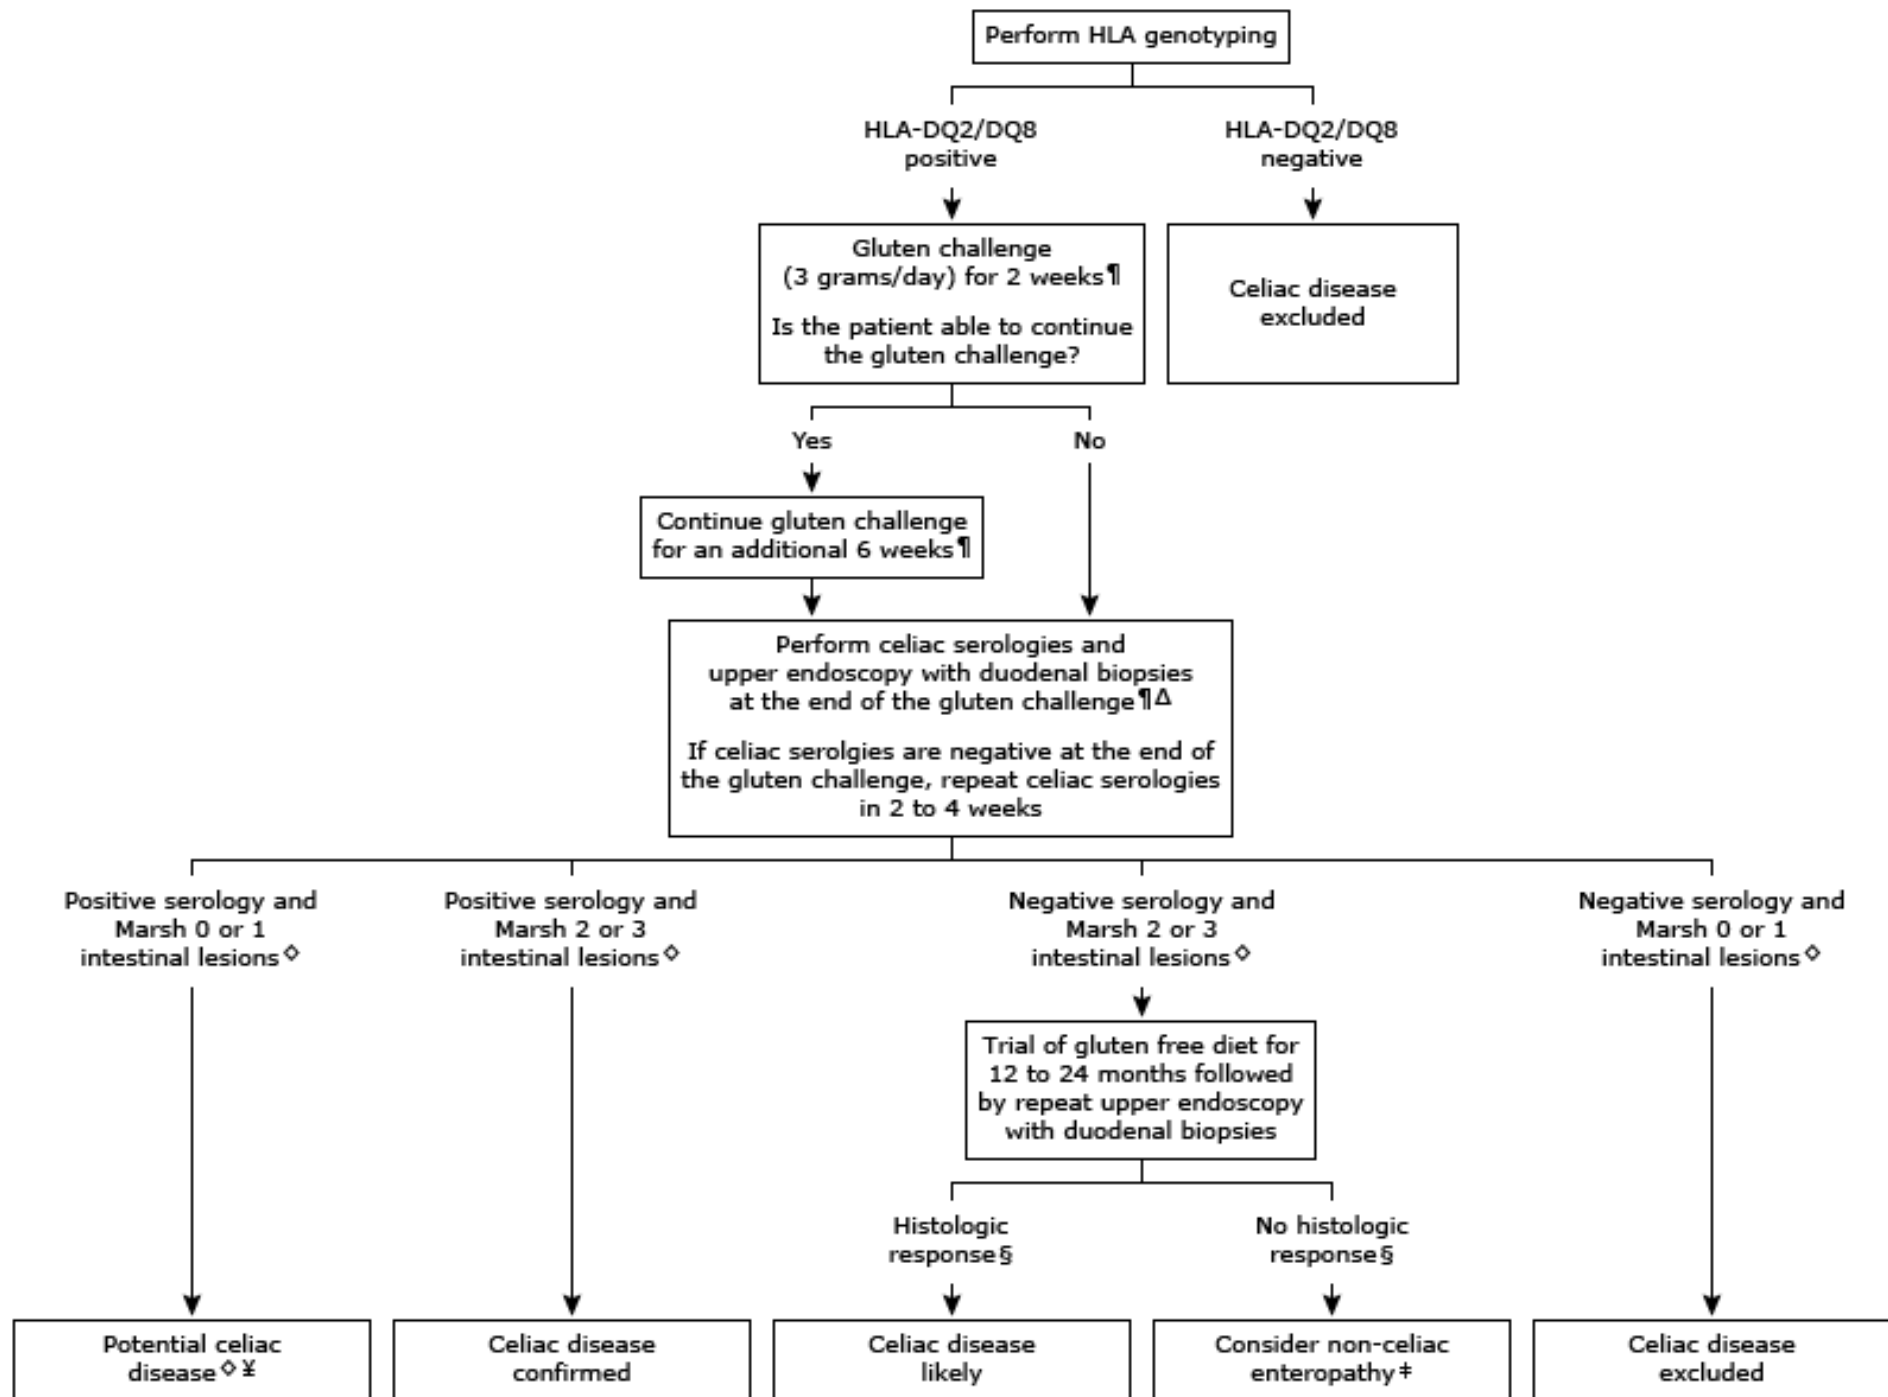 Perform HLA genotyping
HLA-DQ2/DQ8
positive
HLA-DQ2/DQ8
negative
Gluten challenge
(3 grams/day) for 2 weeks¶
Is the patient able to continue
the gluten challenge?
Celiac disease
excluded
Yes
No
Continue gluten challenge
for an additional 6 weeks¶
Perform celiac serologies and
upper endoscopy with duodenal biopsies
at the end of the gluten challenge¶Δ
If celiac serolgies are negative at the end of
the gluten challenge, repeat celiac serologies
in 2 to 4 weeks
Positive serology and
Marsh 0 or 1
intestinal lesions◇
Positive serology and
Marsh 2 or 3
intestinal lesions◇
Negative serology and
Marsh 2 or 3
intestinal lesions◇
Negative serology and
Marsh 0 or 1
intestinal lesions◇
Trial of gluten free diet for
12 to 24 months followed
by repeat upper endoscopy
with duodenal biopsies
Histologic
response§
No histologic
response§
Potential celiac
disease◇¥
Celiac disease
confirmed
Celiac disease
likely
Consider non-celiac
enteropathy‡
Celiac disease
excluded